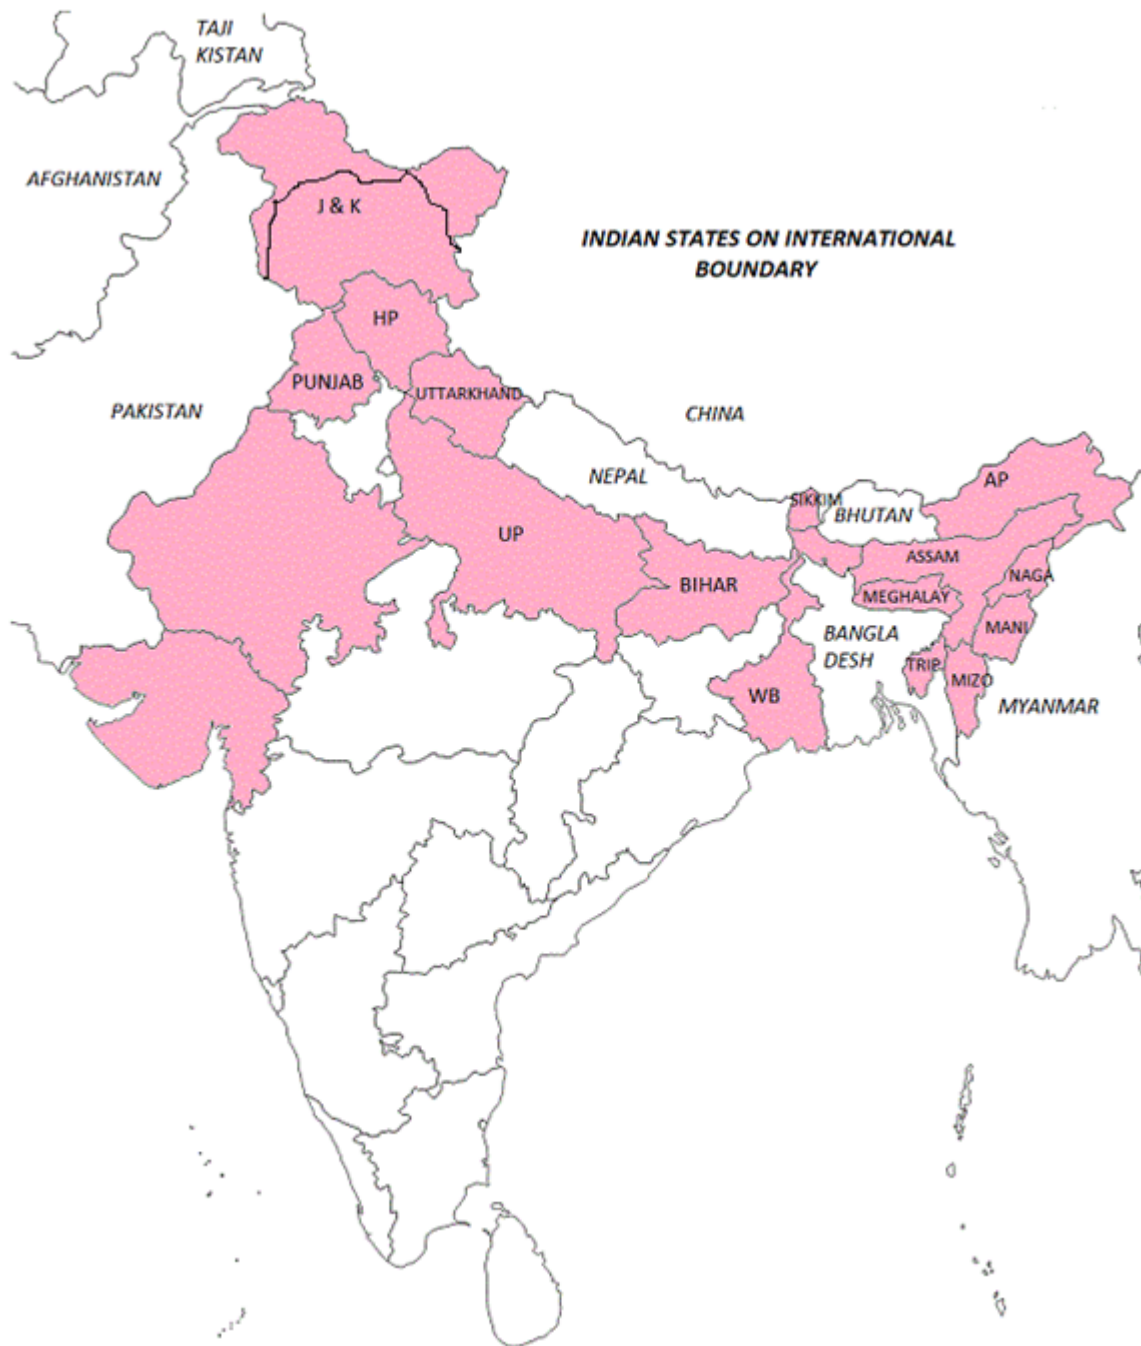 TAJI
KISTAN
AFGHANISTAN
J & K
INDIAN STATES ON INTERNATIONAL
BOUNDARY
HP
PUNJAB
UTTARKHAND
PAKISTAN
CHINA
NEPAL
SIKKIM
AP
BHUTAN
UP
ASSAM
BIHAR
NAGA
MEGHALAY
BANGLA
DESH
MANI
TRIP
MIZO
WB
MYANMAR